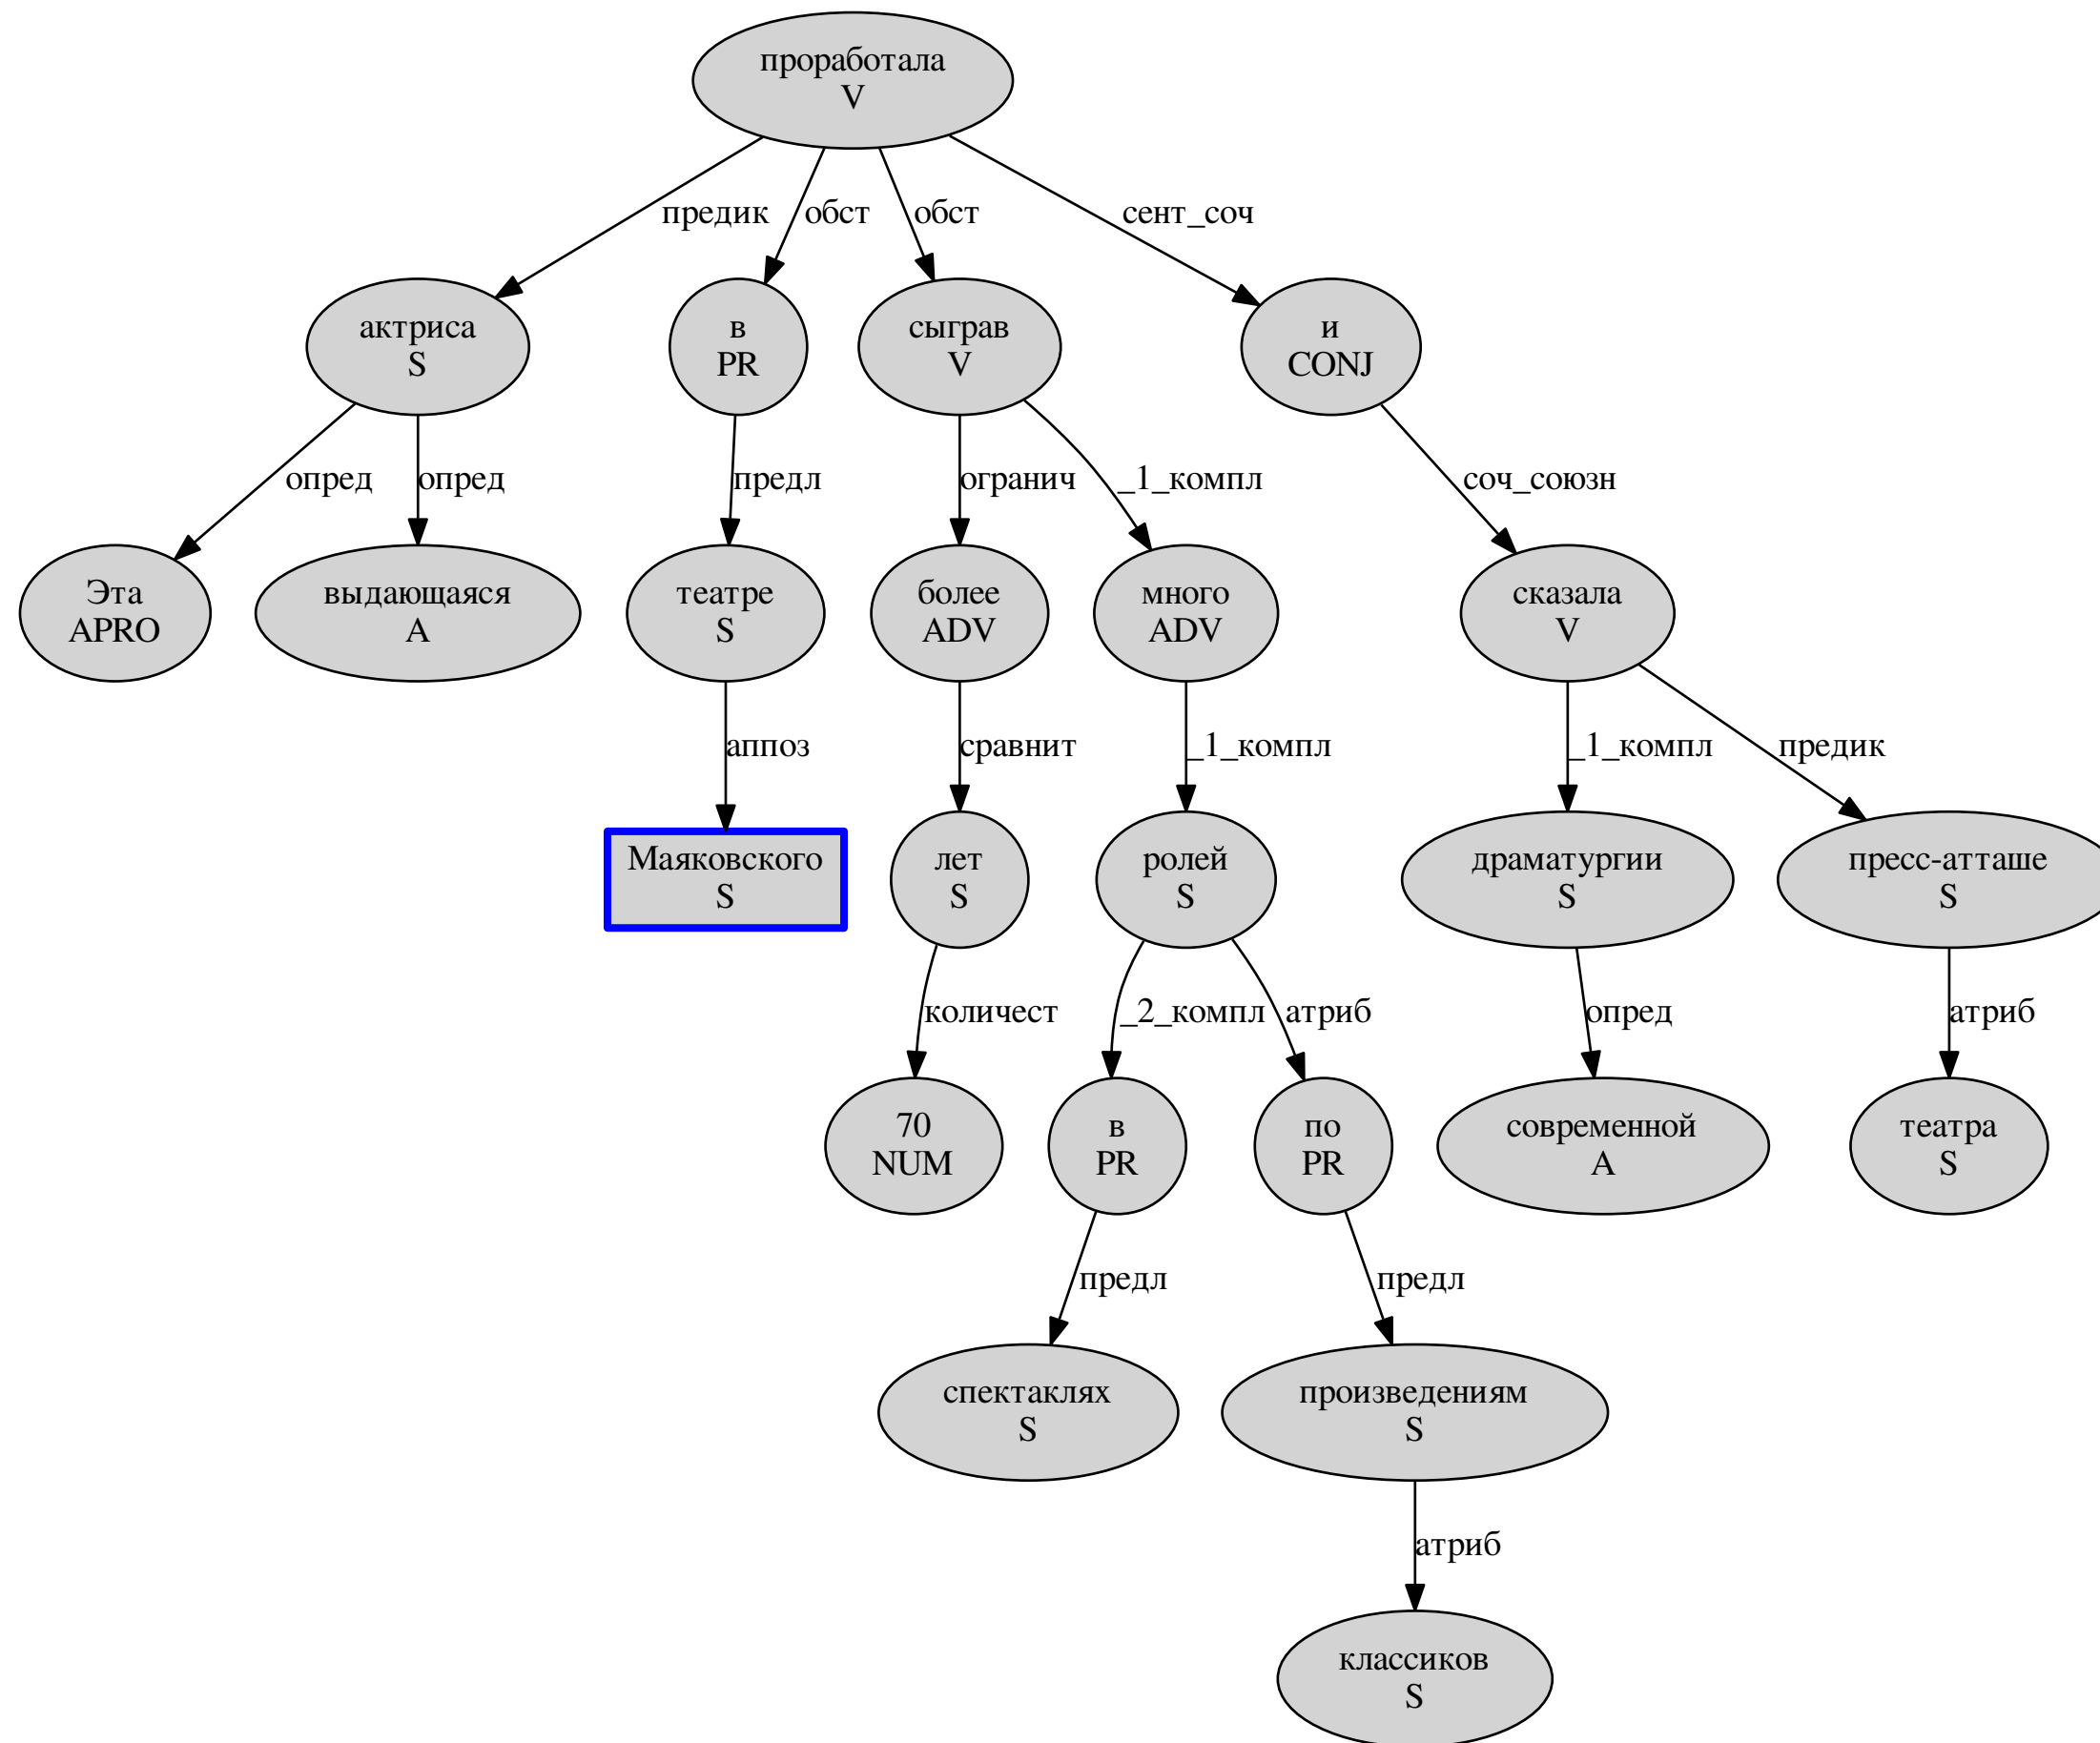 проработала
V
предик
обст
обст
сент_соч
актриса
S
в
PR
сыграв
V
и
CONJ
опред
опред
предл
огранич
_1_компл
соч_союзн
Эта
APRO
выдающаяся
A
театре
S
более
ADV
много
ADV
сказала
V
аппоз
сравнит
_1_компл
_1_компл
предик
Маяковского
S
лет
S
ролей
S
драматургии
S
пресс-атташе
S
количест
_2_компл
атриб
опред
атриб
70
NUM
в
PR
по
PR
современной
A
театра
S
предл
предл
спектаклях
S
произведениям
S
атриб
классиков
S